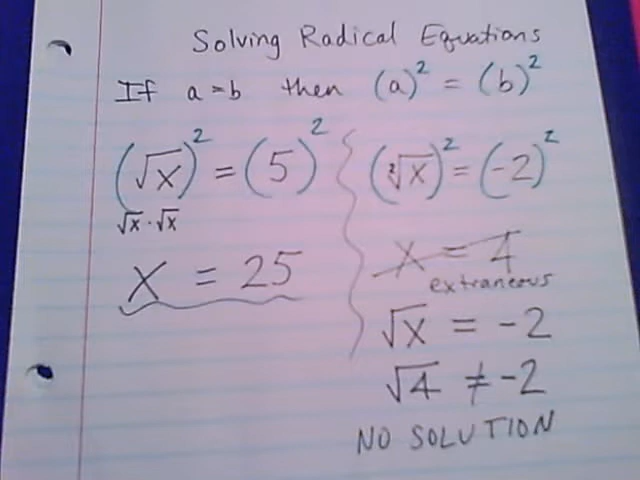 Solving Radical Equations
If a = b then (a)² = (b)²
(√x)² = (5)²
√x · √x
x = 25
(²√x)² = (-2)²
x = 4
extraneous
√x = -2
√4 ≠ -2
NO SOLUTION